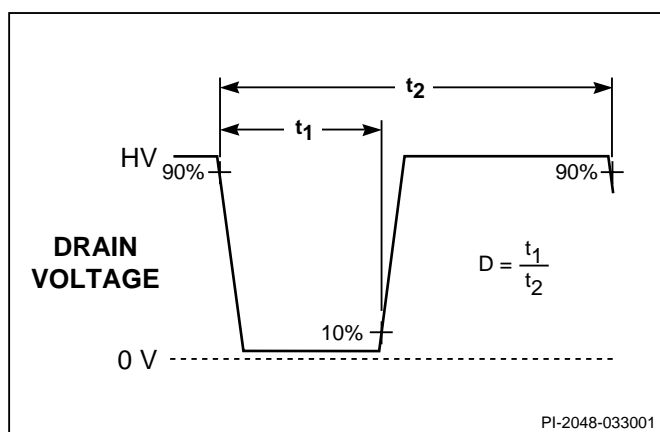 t2
t1
HV
90%
90%
DRAIN
VOLTAGE
D = t1/t2
10%
0 V
PI-2048-033001